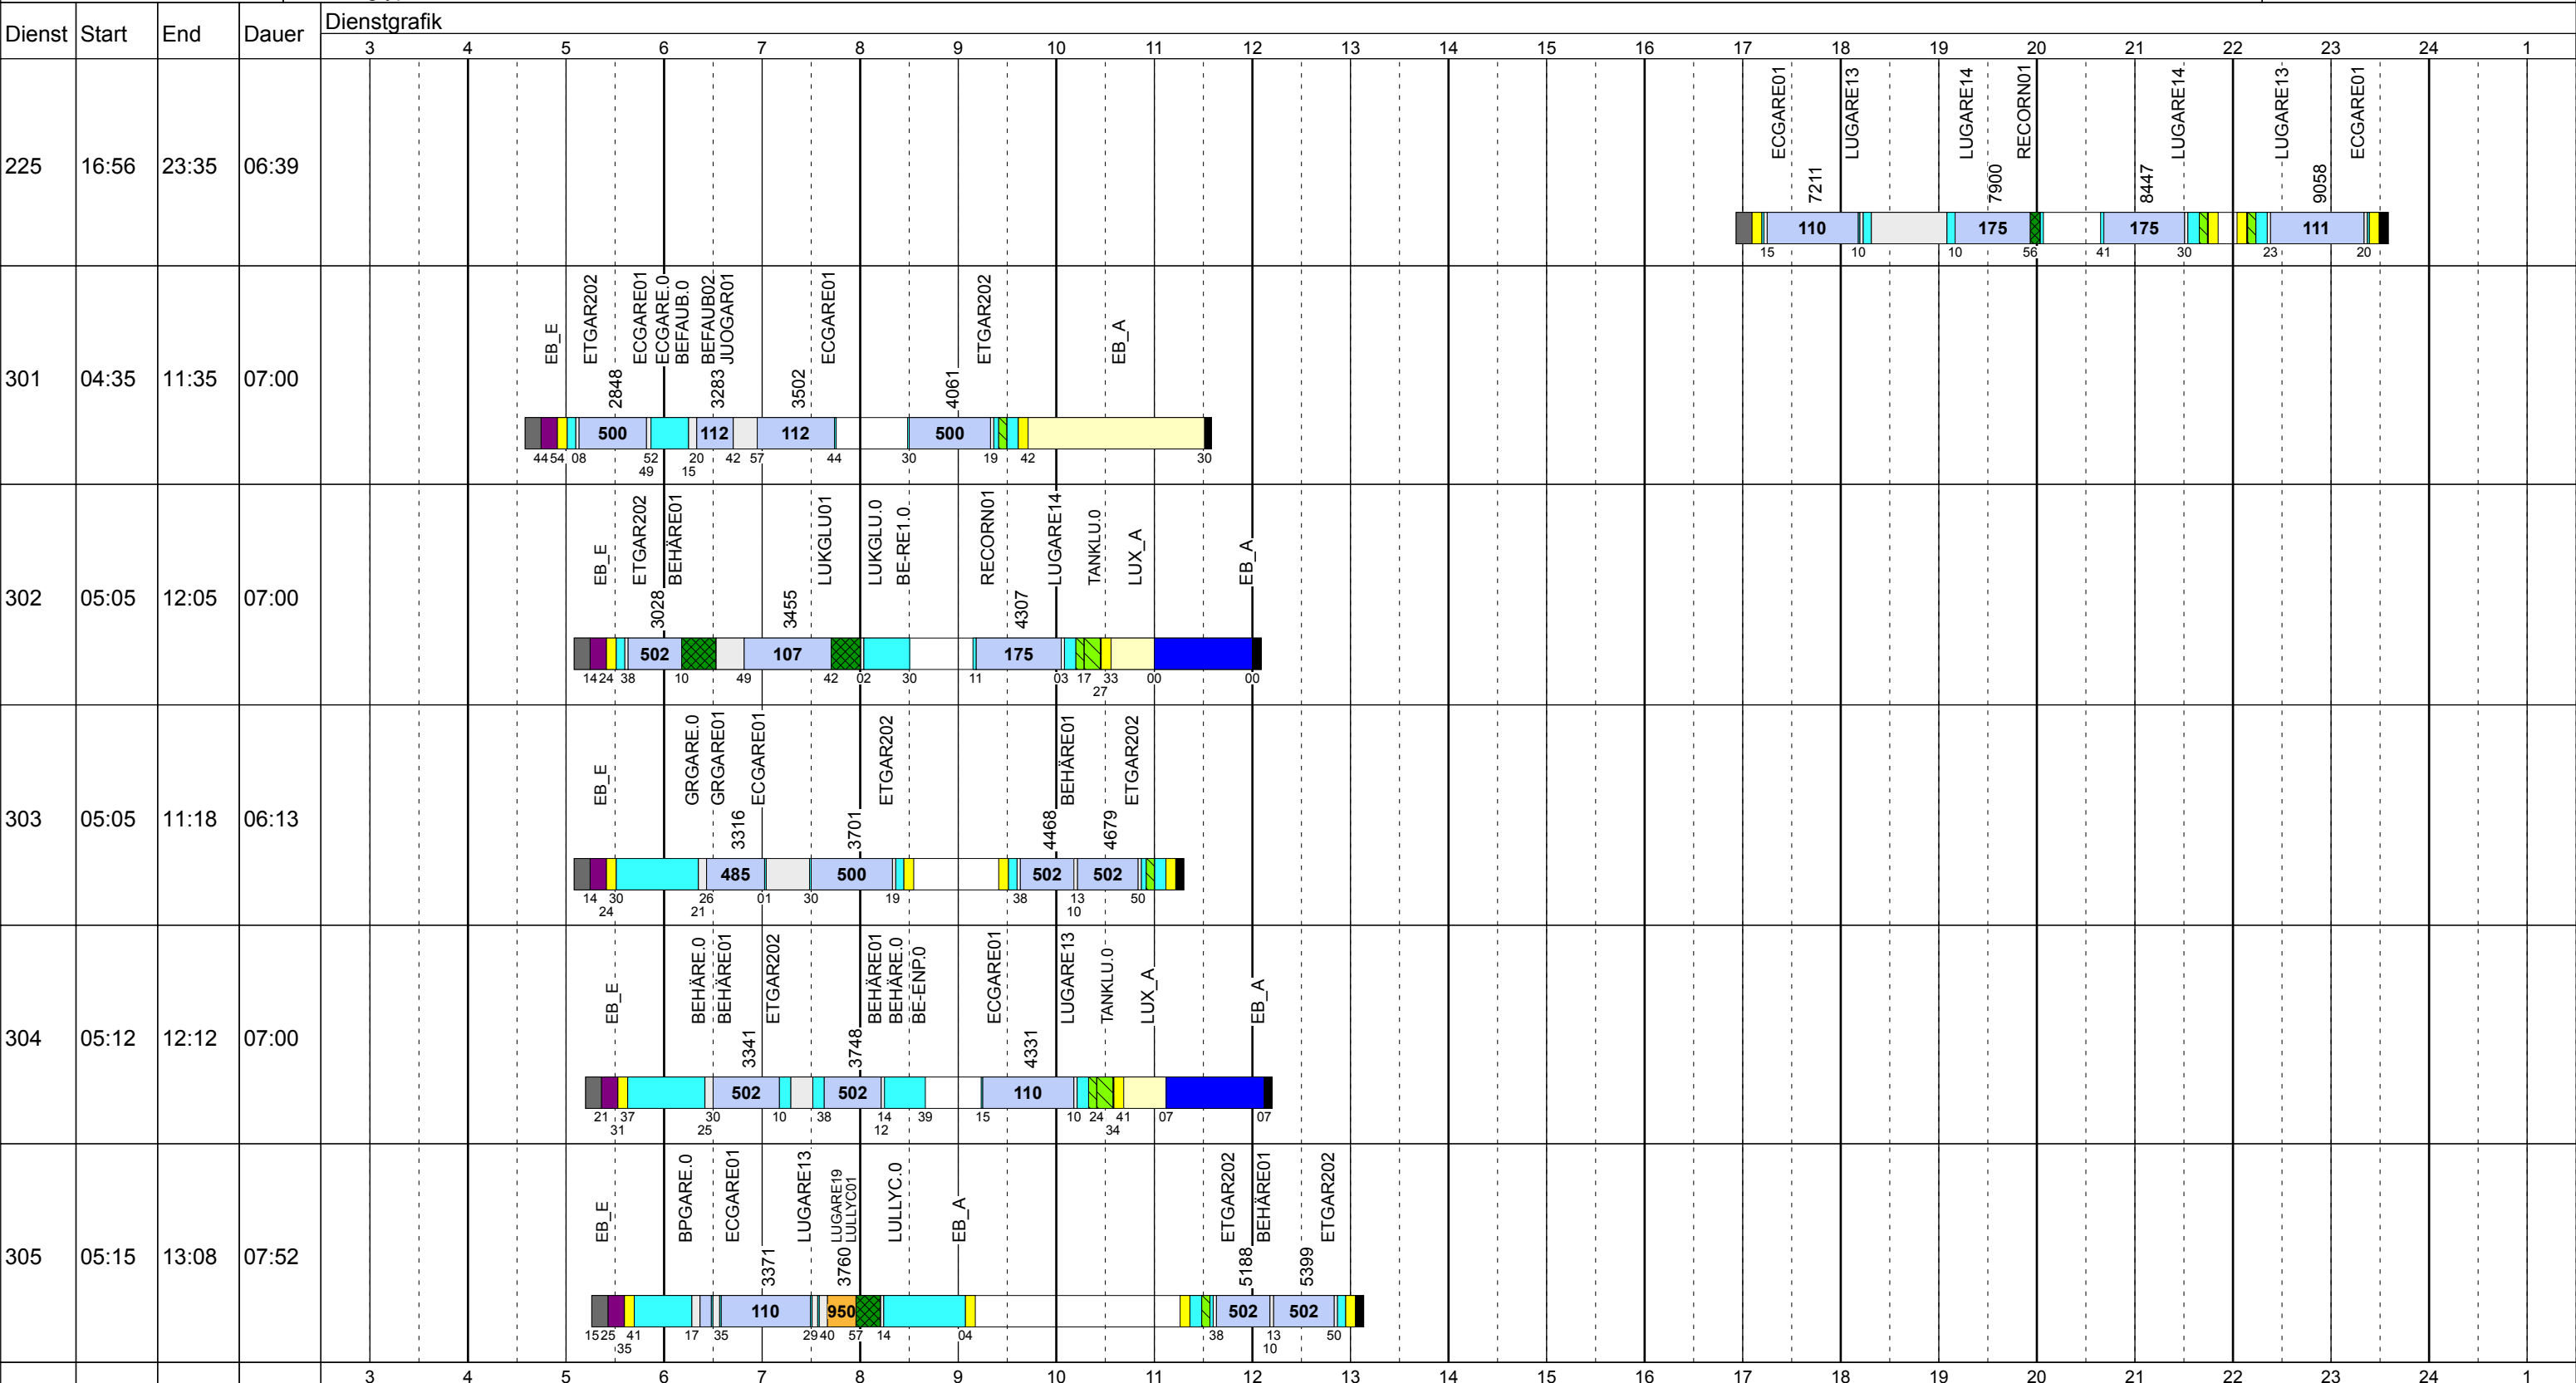 Dienst Start End Dauer Dienstgrafik
3 4 5 6 7 8 9 10 11 12 13 14 15 16 17 18 19 20 21 22 23 24 1
225 16:56 23:35 06:39
ECGARE01 LUGARE13 LUGARE14 RECORN01 LUGARE14 LUGARE13 ECGARE01
7211 7900 8447 9058
110 175 175 111
15 10 10 56 41 30 23 20
301 04:35 11:35 07:00
EB_E ETGAR202 ECGARE01 ECGARE.0 BEFAUB.0 BEFAUB02 JUOGAR01 ECGARE01 ETGAR202 EB_A
2848 3283 3502 4061
500 112 112 500
44 54 08 52 20 42 57 44 30 19 42 30
49 15
302 05:05 12:05 07:00
EB_E ETGAR202 BEHÄRE01 LUKGLU01 LUKGLU.0 BE-RE1.0 RECORN01 LUGARE14 TANKLU.0 LUX_A EB_A
3028 3455 4307
502 107 175
14 24 38 10 49 42 02 30 11 03 17 33 00 00
27
303 05:05 11:18 06:13
EB_E GRGARE.0 GRGARE01 ECGARE01 ETGAR202 BEHÄRE01 ETGAR202
3316 3701 4468 4679
485 500 502 502
14 30 26 01 30 19 38 13 50
24 21 10
304 05:12 12:12 07:00
EB_E BEHÄRE.0 BEHÄRE01 ETGAR202 BEHÄRE01 BEHÄRE.0 BE-ENP.0 ECGARE01 LUGARE13 TANKLU.0 LUX_A EB_A
3341 3748 4331
502 502 110
21 37 30 10 38 14 39 15 10 24 41 07 07
31 25 12 34
305 05:15 13:08 07:52
EB_E BPGARE.0 ECGARE01 LUGARE13 LUGARE19 LULLYC01 LULLYC.0 EB_A ETGAR202 BEHÄRE01 ETGAR202
3371 3760 5188 5399
110 950 502 502
15 25 41 17 35 29 40 57 14 04 38 13 50
35 10
3 4 5 6 7 8 9 10 11 12 13 14 15 16 17 18 19 20 21 22 23 24 1